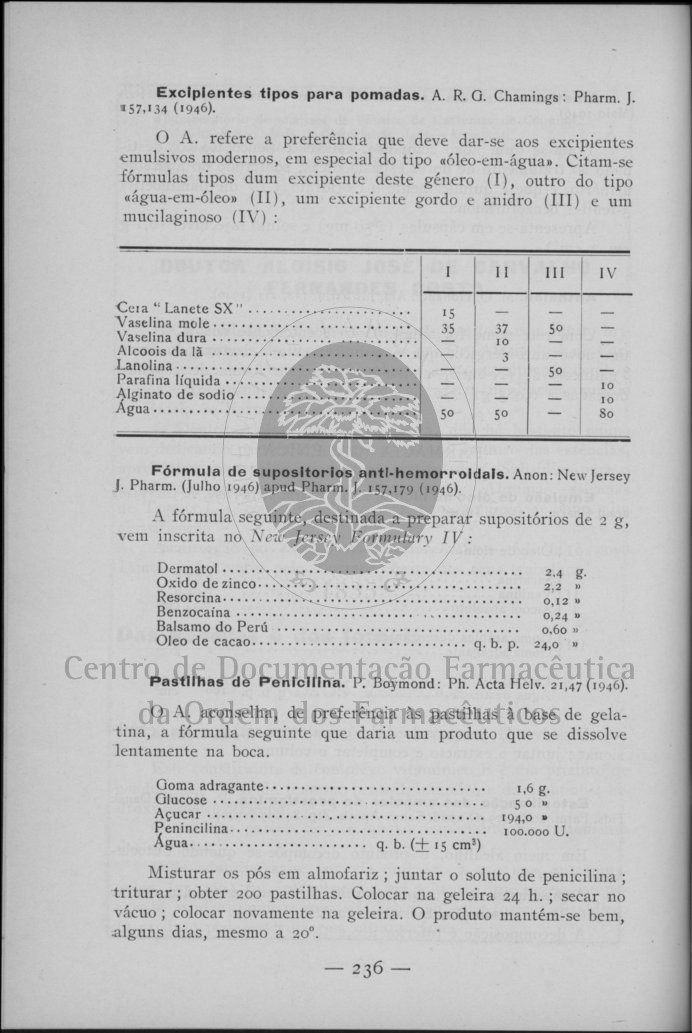 Excipientes tipos para pomadas. A. R. G. Chamings: Pharm. J.
157,134 (1946).
O A. refere a preferência que deve dar-se aos excipientes
emulsivos modernos, em especial do tipo «óleo-em-água». Citam-se
fórmulas tipos dum excipiente deste género (I), outro do tipo
«água-em-óleo» (II), um excipiente gordo e anidro (III) e um
mucilaginoso (IV) :
I II III IV
Cera " Lanete SX" .................... 15 — — —
Vaselina mole .................... 35 37 50 —
Vaselina dura .................... — 10 — —
Alcoois da lã .................... — 3 — —
Lanolina .................... — — 50 —
Parafina líquida .................... — — — 10
Alginato de sodio .................... — — — 10
Água .................... 50 50 — 80
Fórmula de supositorios anti-hemorroidais. Anon: New Jersey
J. Pharm. (Julho 1946) apud Pharm. J. 157,179 (1946).
A fórmula seguinte, destinada a preparar supositórios de 2 g,
vem inscrita no New Jersey Formulary IV :
Dermatol .................... 2,4 g.
Oxido de zinco .................... 2,2 »
Resorcina .................... 0,12 »
Benzocaína .................... 0,24 »
Balsamo do Perú .................... 0,60 »
Oleo de cacao .................... q. b. p. 24,0 »
Centro de Documentação Farmacêutica
Pastilhas de Penicilina. P. Boymond: Ph. Acta Helv. 21,47 (1946).
da Ordem dos Farmacêuticos
O A. aconselha, de preferência às pastilhas à base de gela-
tina, a fórmula seguinte que daria um produto que se dissolve
lentamente na boca.
Goma adragante .................... 1,6 g.
Glucose .................... 5 0 »
Açucar .................... 194,0 »
Penincilina .................... 100.000 U.
Água .................... q. b. (± 15 cm³)
Misturar os pós em almofariz ; juntar o soluto de penicilina ;
triturar ; obter 200 pastilhas. Colocar na geleira 24 h. ; secar no
vácuo ; colocar novamente na geleira. O produto mantém-se bem,
alguns dias, mesmo a 20°.
— 236 —